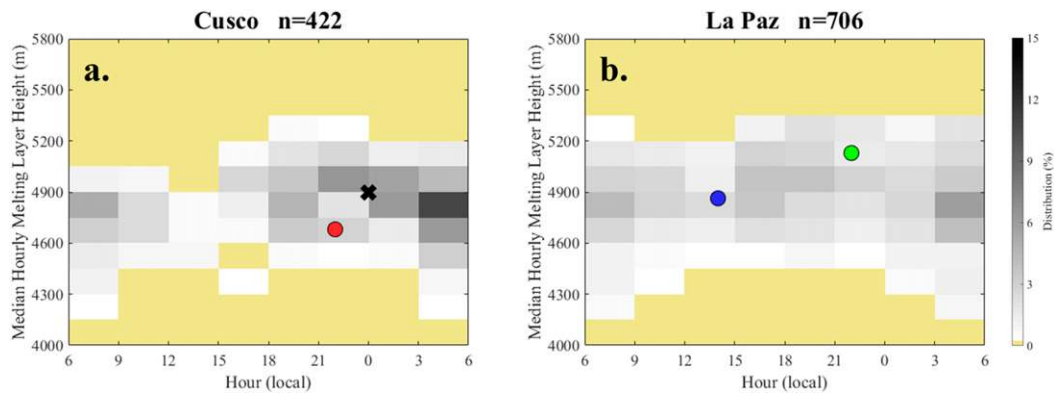 Cusco n=422
a.
Median Hourly Melting Layer Height (m)
5800
5500
5200
4900
4600
4300
4000
6 9 12 15 18 21 0 3 6
Hour (local)
La Paz n=706
b.
Median Hourly Melting Layer Height (m)
5800
5500
5200
4900
4600
4300
4000
6 9 12 15 18 21 0 3 6
Hour (local)
15
12
9
6
3
0
Distribution (%)